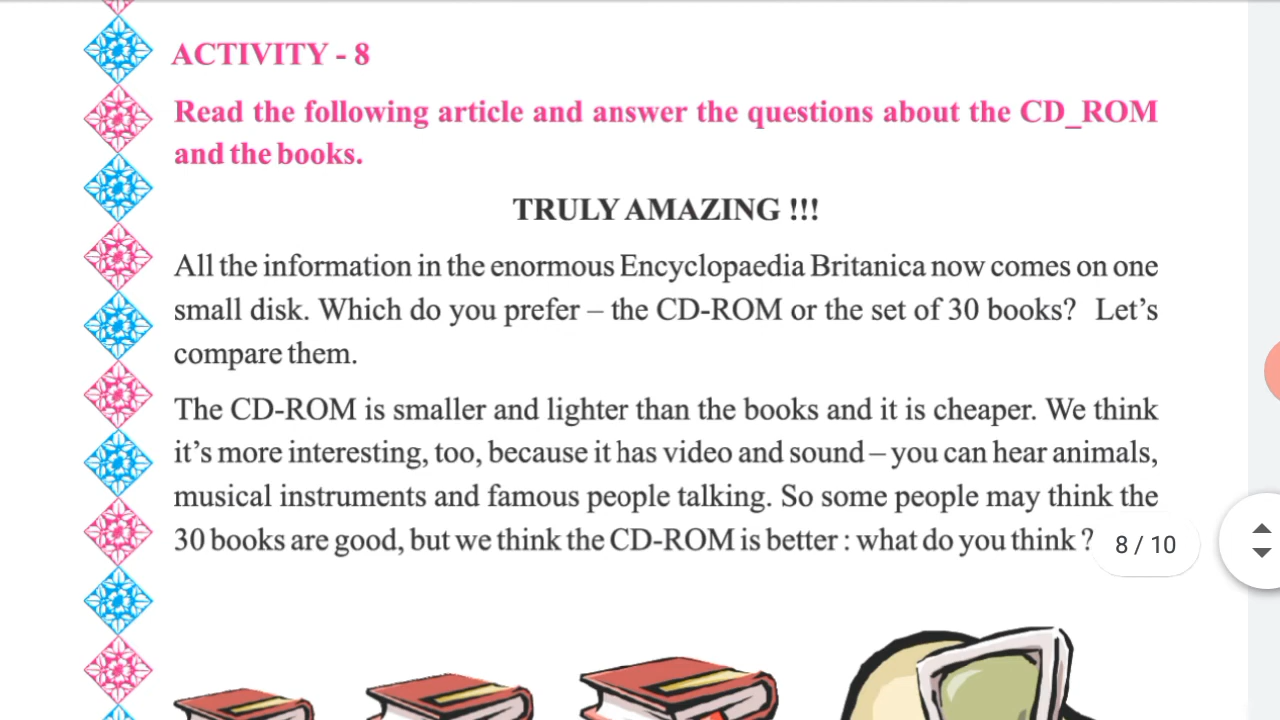 ACTIVITY - 8
Read the following article and answer the questions about the CD_ROM
and the books.
TRULY AMAZING !!!
All the information in the enormous Encyclopaedia Britanica now comes on one
small disk. Which do you prefer – the CD-ROM or the set of 30 books? Let’s
compare them.
The CD-ROM is smaller and lighter than the books and it is cheaper. We think
it’s more interesting, too, because it has video and sound – you can hear animals,
musical instruments and famous people talking. So some people may think the
30 books are good, but we think the CD-ROM is better : what do you think ?
8 / 10